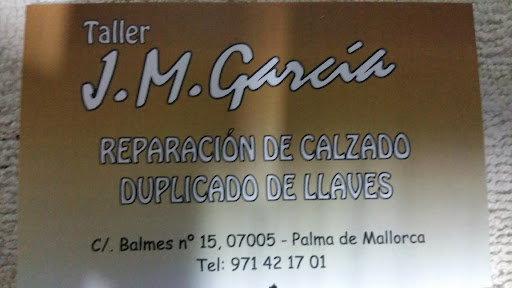 Taller
J.M.García
REPARACIÓN DE CALZADO
DUPLICADO DE LLAVES
C/. Balmes nº 15, 07005 - Palma de Mallorca
Tel: 971 42 17 01